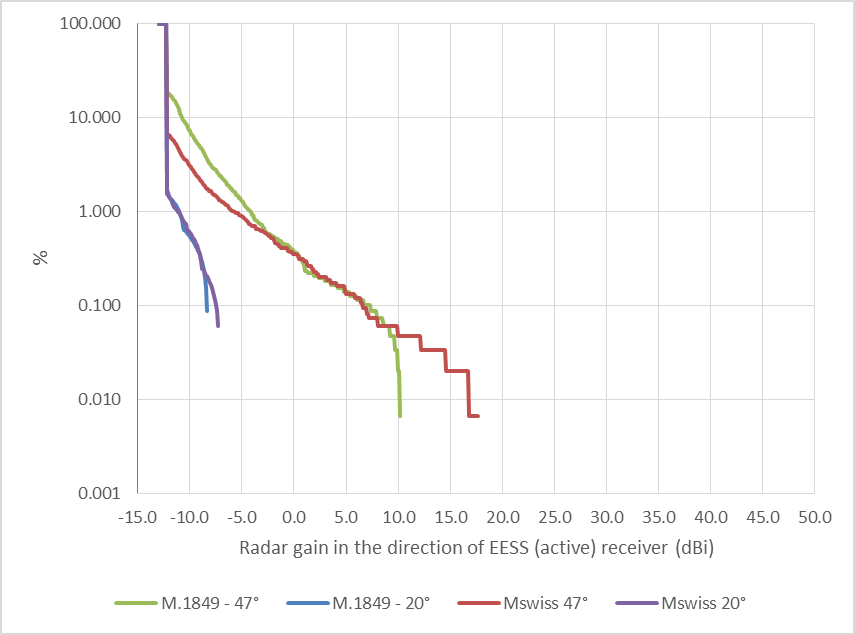 100.000
10.000
1.000
0.100
0.010
0.001
%
-15.0 -10.0 -5.0 0.0 5.0 10.0 15.0 20.0 25.0 30.0 35.0 40.0 45.0 50.0
Radar gain in the direction of EESS (active) receiver (dBi)
M.1849 - 47° M.1849 - 20° Mswiss 47° Mswiss 20°